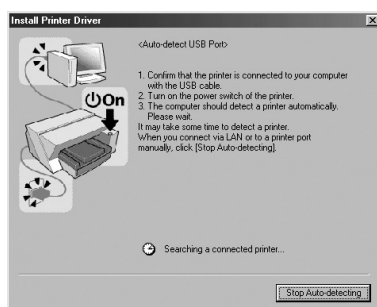 Install Printer Driver
<Auto-detect USB Port>
1. Confirm that the printer is connected to your computer
with the USB cable.
2. Turn on the power switch of the printer.
3. The computer should detect a printer automatically.
Please wait.
It may take some time to detect a printer.
When you connect via LAN or to a printer port
manually, click [Stop Auto-detecting].
On
Searching a connected printer...
Stop Auto-detecting